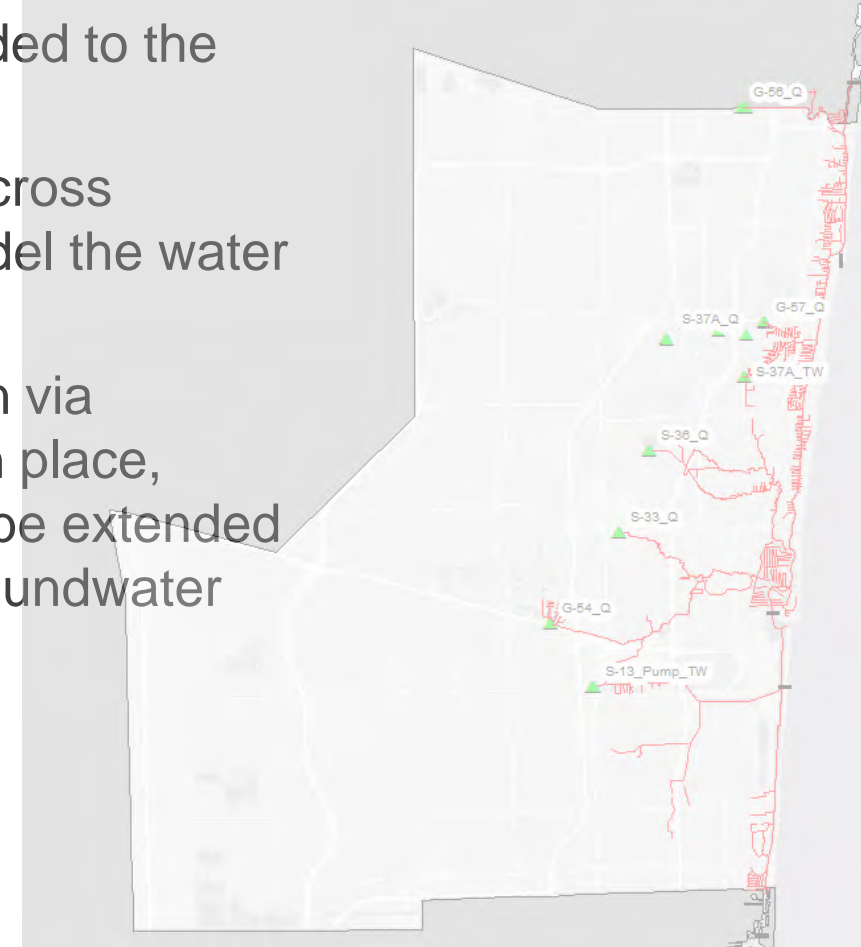 ded to the
cross
del the water
n via
n place,
be extended
oundwater
G-56_Q
G-57_Q
S-37A_Q
S-37A_TW
S-36_Q
S-33_Q
G-54_Q
S-13_Pump_TW